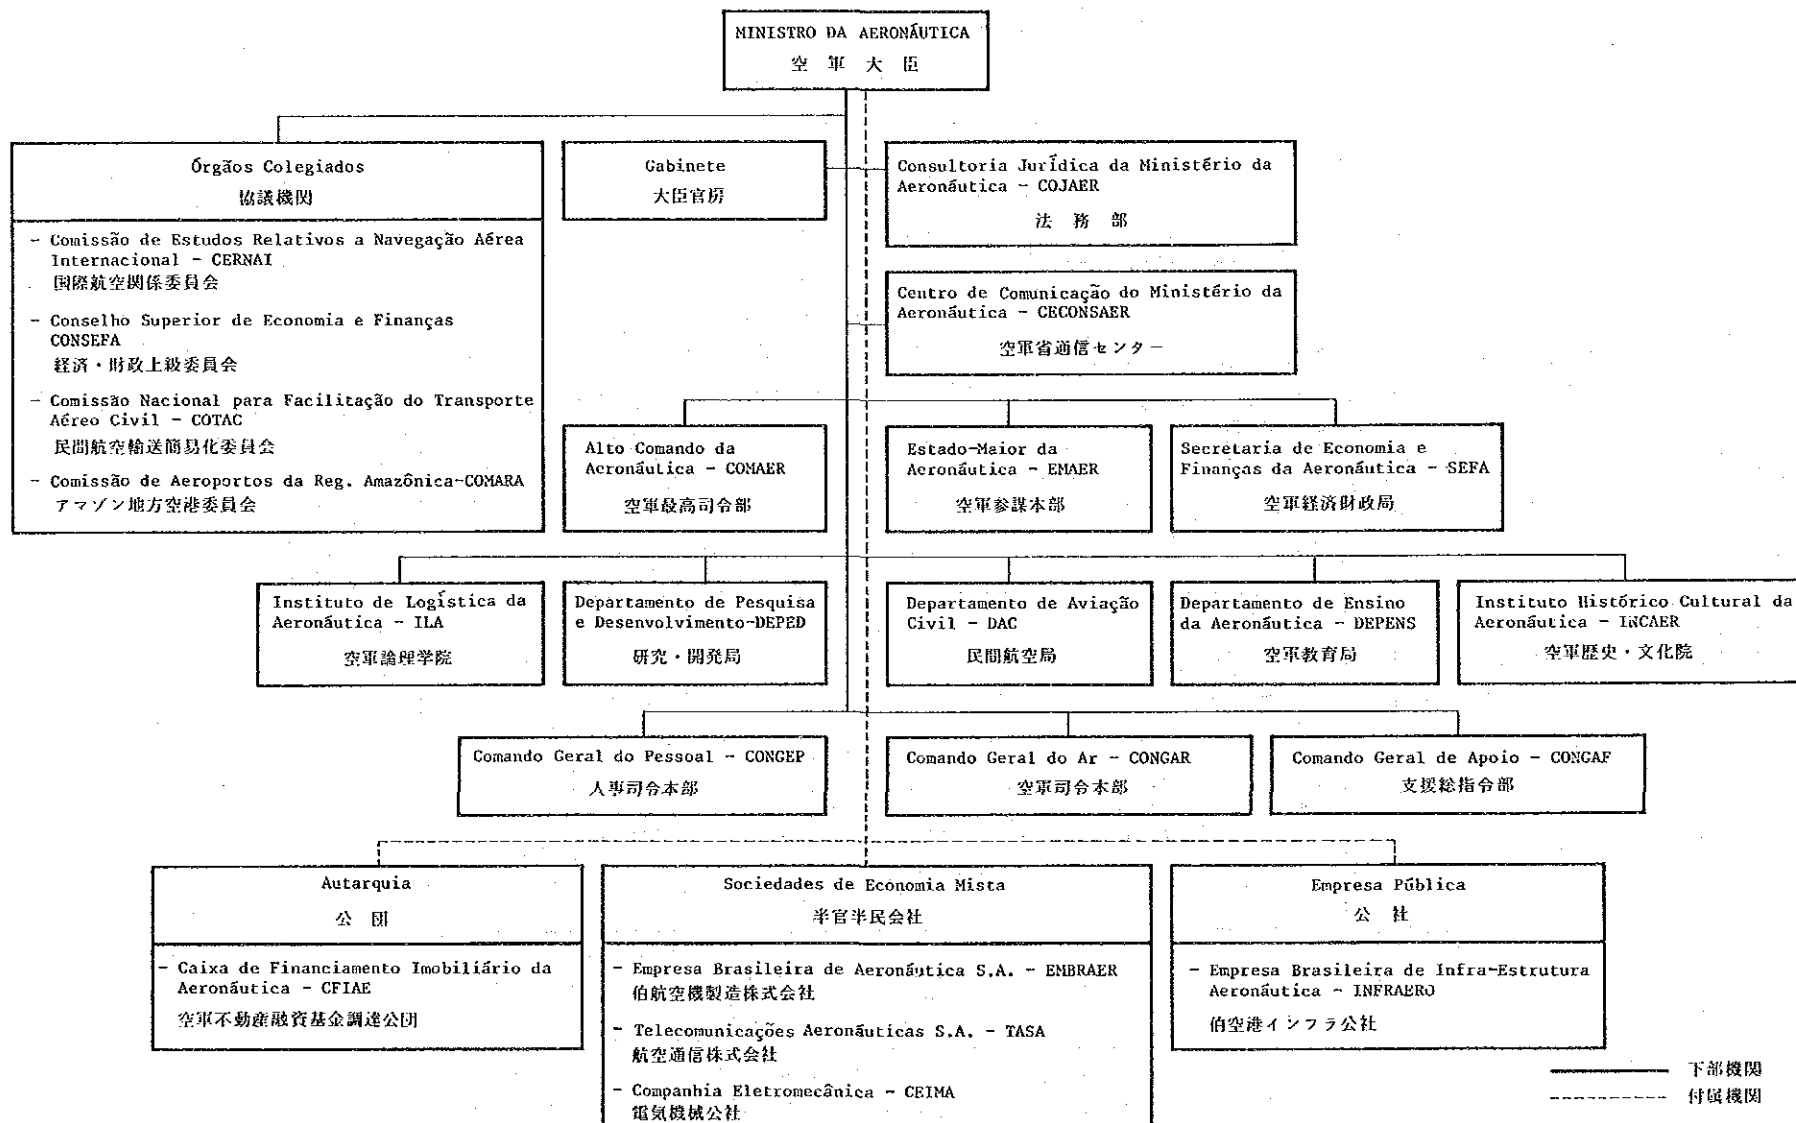 MINISTRO DA AERONÁUTICA
空 軍 大 臣
Órgãos Colegiados
協議機関
- Comissão de Estudos Relativos a Navegação Aérea
Internacional - CERNAI
国際航空関係委員会
- Conselho Superior de Economia e Finanças
CONSEFA
経済・財政上級委員会
- Comissão Nacional para Facilitação do Transporte
Aéreo Civil - COTAC
民間航空輸送簡易化委員会
- Comissão de Aeroportos da Reg. Amazônica-COMARA
アマゾン地方空港委員会
Gabinete
大臣官房
Consultoria Jurídica da Ministério da
Aeronáutica - COJAER
法 務 部
Centro de Comunicação do Ministério da
Aeronáutica - CECONSAER
空軍省通信センター
Alto Comando da
Aeronáutica - COMAER
空軍最高司令部
Estado-Maior da
Aeronáutica - EMAER
空軍参謀本部
Secretaria de Economia e
Finanças da Aeronáutica - SEFA
空軍経済財政局
Instituto de Logística da
Aeronáutica - ILA
空軍論理学院
Departamento de Pesquisa
e Desenvolvimento-DEPED
研究・開発局
Departamento de Aviação
Civil - DAC
民間航空局
Departamento de Ensino
da Aeronáutica - DEPENS
空軍教育局
Instituto Histórico Cultural da
Aeronáutica - INCAER
空軍歴史・文化院
Comando Geral do Pessoal - CONGEP
人事司令本部
Comando Geral do Ar - CONGAR
空軍司令本部
Comando Geral de Apoio - CONGAF
支援総指令部
Autarquia
公 団
- Caixa de Financiamento Imobiliário da
Aeronáutica - CFIAE
空軍不動産融資基金調達公団
Sociedades de Economia Mista
半官半民会社
- Empresa Brasileira de Aeronáutica S.A. - EMBRAER
伯航空機製造株式会社
- Telecomunicações Aeronáuticas S.A. - TASA
航空通信株式会社
- Companhia Eletromecânica - CEIMA
電気機械公社
Empresa Pública
公 社
- Empresa Brasileira de Infra-Estrutura
Aeronáutica - INFRAERO
伯空港インフラ公社
下部機関
付属機関